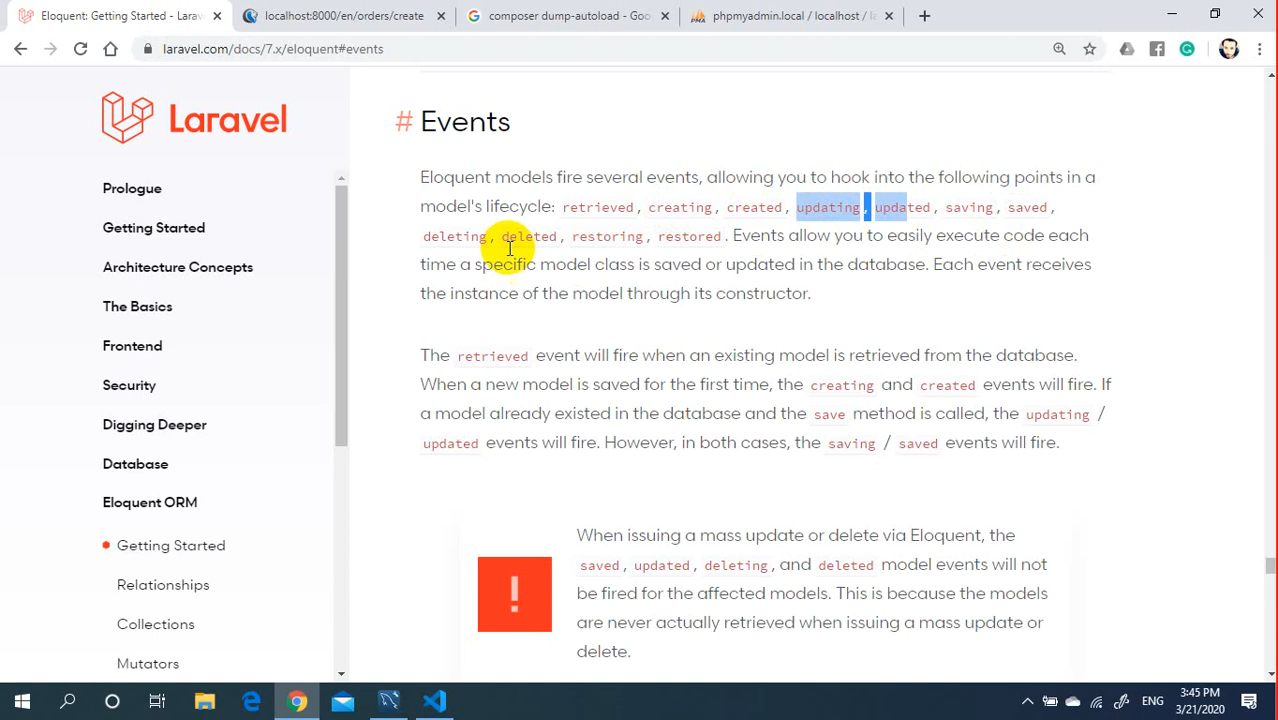 Eloquent: Getting Started - Larav
localhost:8000/en/orders/create
composer dump-autoload - Goo
phpmyadmin.local / localhost / la
laravel.com/docs/7.x/eloquent#events
Laravel
Prologue
Getting Started
Architecture Concepts
The Basics
Frontend
Security
Digging Deeper
Database
Eloquent ORM
Getting Started
Relationships
Collections
Mutators
# Events
Eloquent models fire several events, allowing you to hook into the following points in a
model's lifecycle: retrieved, creating, created, updating, updated, saving, saved,
deleting, deleted, restoring, restored. Events allow you to easily execute code each
time a specific model class is saved or updated in the database. Each event receives
the instance of the model through its constructor.
The retrieved event will fire when an existing model is retrieved from the database.
When a new model is saved for the first time, the creating and created events will fire. If
a model already existed in the database and the save method is called, the updating /
updated events will fire. However, in both cases, the saving / saved events will fire.
!
When issuing a mass update or delete via Eloquent, the
saved, updated, deleting, and deleted model events will not
be fired for the affected models. This is because the models
are never actually retrieved when issuing a mass update or
delete.
ENG
3:45 PM
3/21/2020